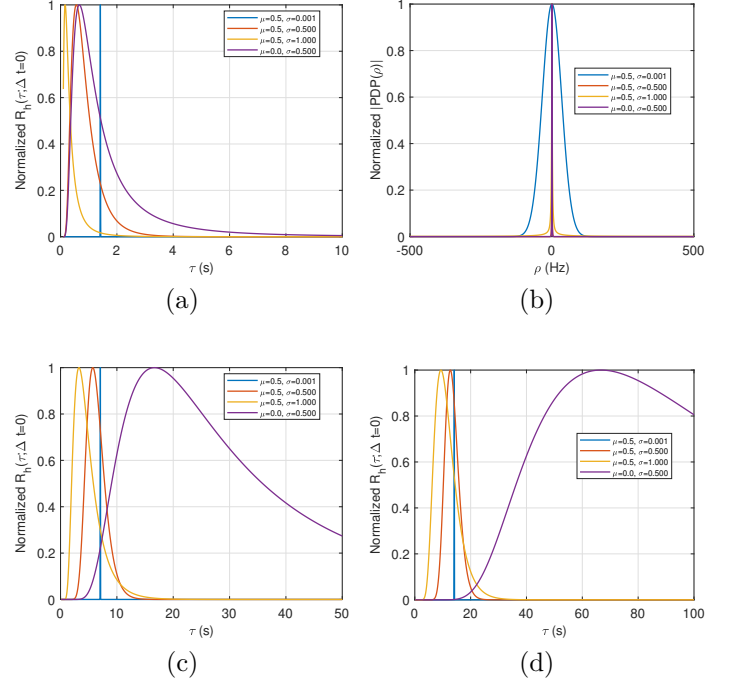 1
0.8
0.6
0.4
0.2
0
0 2 4 6 8 10
Normalized R_h(τ;Δ t=0)
τ (s)
μ=0.5, σ=0.001
μ=0.5, σ=0.500
μ=0.5, σ=1.000
μ=0.0, σ=0.500
(a)
1
0.8
0.6
0.4
0.2
0
-500 0 500
Normalized |PDP(ρ)|
ρ (Hz)
μ=0.5, σ=0.001
μ=0.5, σ=0.500
μ=0.5, σ=1.000
μ=0.0, σ=0.500
(b)
1
0.8
0.6
0.4
0.2
0
0 10 20 30 40 50
Normalized R_h(τ;Δ t=0)
τ (s)
μ=0.5, σ=0.001
μ=0.5, σ=0.500
μ=0.5, σ=1.000
μ=0.0, σ=0.500
(c)
1
0.8
0.6
0.4
0.2
0
0 20 40 60 80 100
Normalized R_h(τ;Δ t=0)
τ (s)
μ=0.5, σ=0.001
μ=0.5, σ=0.500
μ=0.5, σ=1.000
μ=0.0, σ=0.500
(d)